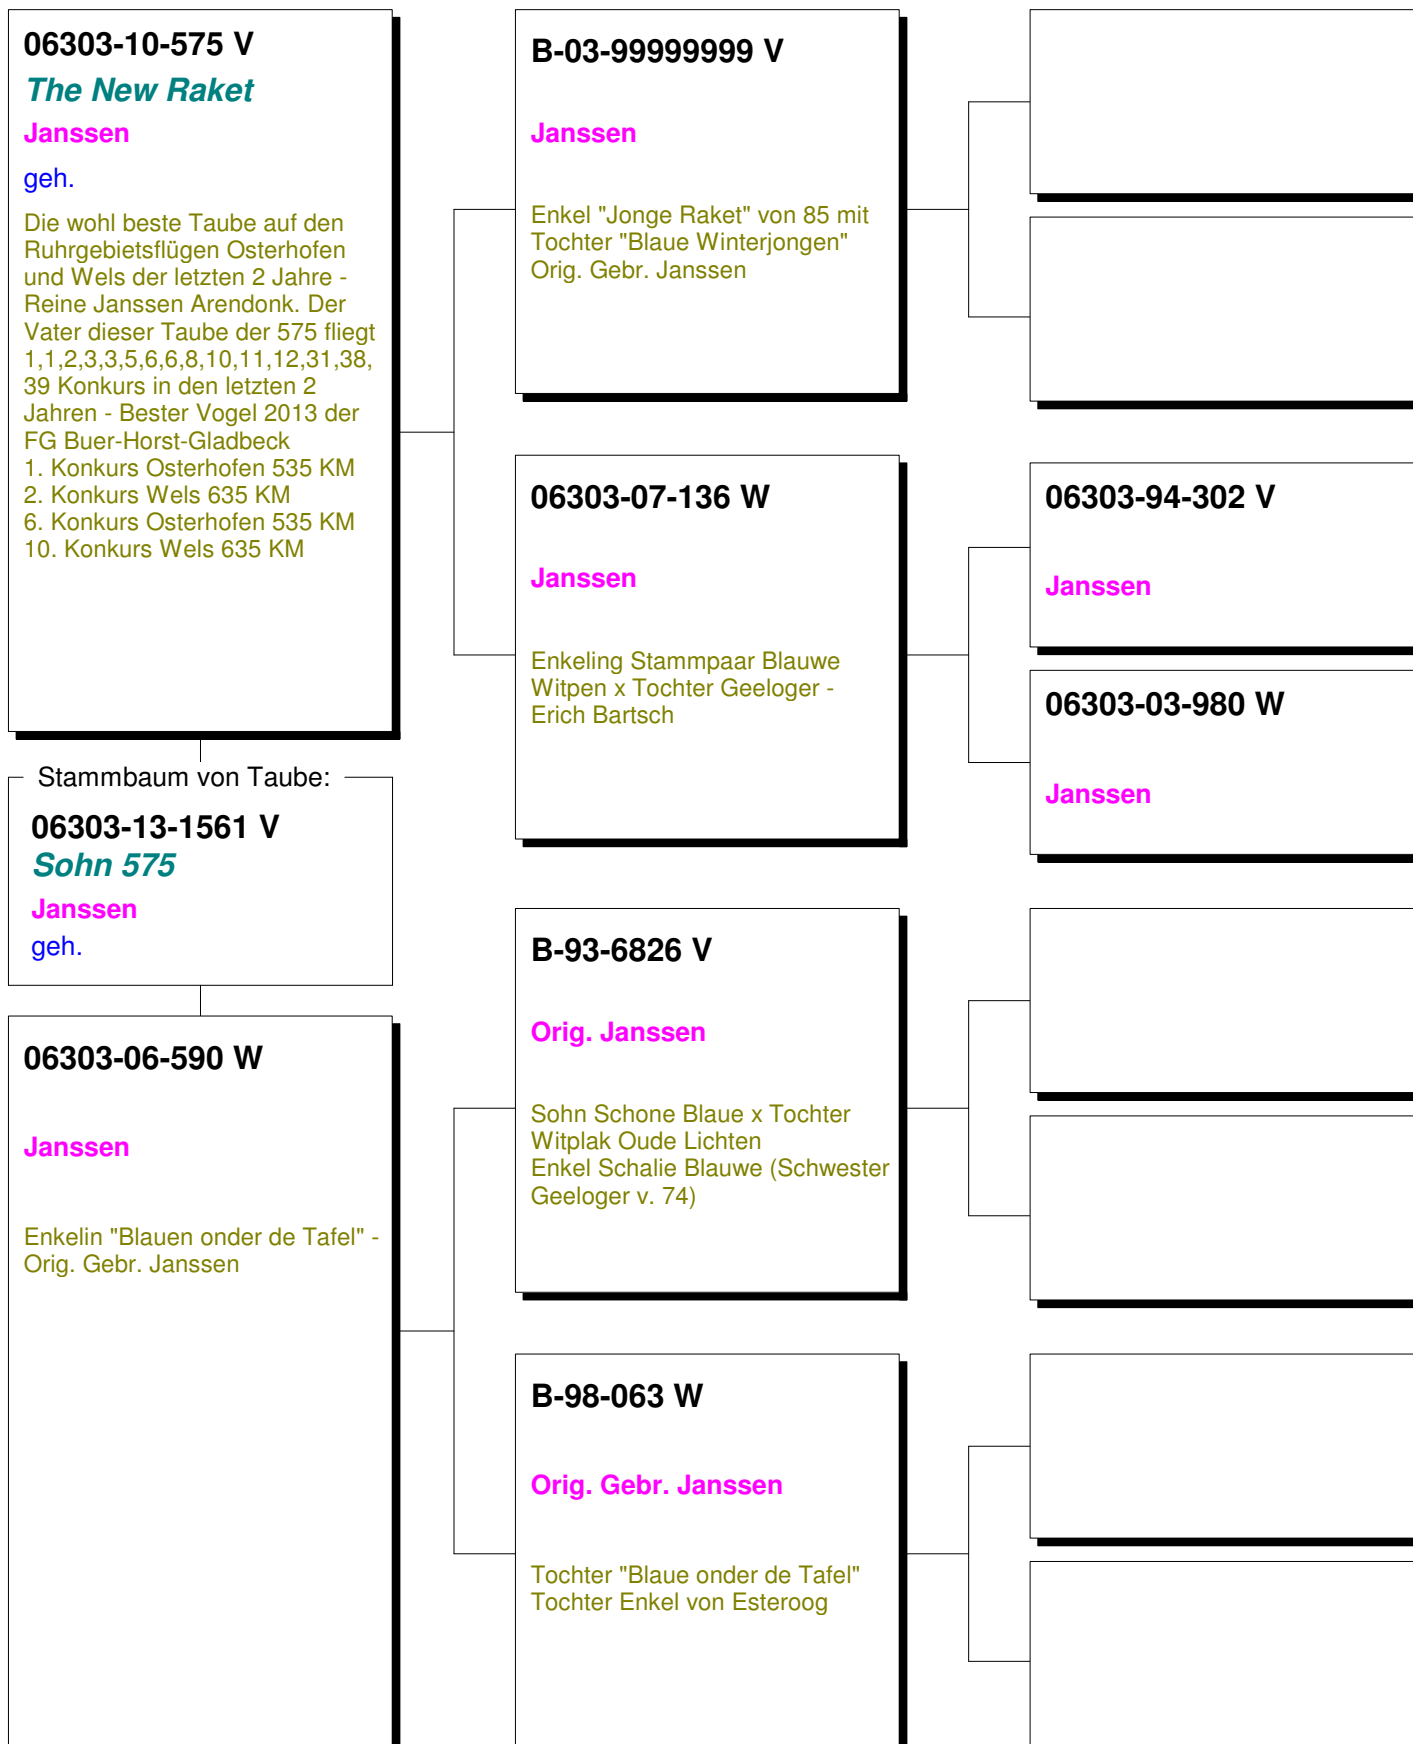 06303-10-575 V
The New Raket
Janssen
geh.
Die wohl beste Taube auf den
Ruhrgebietsflügen Osterhofen
und Wels der letzten 2 Jahre -
Reine Janssen Arendonk. Der
Vater dieser Taube der 575 fliegt
1,1,2,3,3,5,6,6,8,10,11,12,31,38,
39 Konkurs in den letzten 2
Jahren - Bester Vogel 2013 der
FG Buer-Horst-Gladbeck
1. Konkurs Osterhofen 535 KM
2. Konkurs Wels 635 KM
6. Konkurs Osterhofen 535 KM
10. Konkurs Wels 635 KM
Stammbaum von Taube:
06303-13-1561 V
Sohn 575
Janssen
geh.
06303-06-590 W
Janssen
Enkelin "Blauen onder de Tafel" -
Orig. Gebr. Janssen
B-03-99999999 V
Janssen
Enkel "Jonge Raket" von 85 mit
Tochter "Blaue Winterjongen"
Orig. Gebr. Janssen
06303-07-136 W
Janssen
Enkeling Stammpaar Blauwe
Witpen x Tochter Geeloger -
Erich Bartsch
B-93-6826 V
Orig. Janssen
Sohn Schone Blaue x Tochter
Witplak Oude Lichten
Enkel Schalie Blauwe (Schwester
Geeloger v. 74)
B-98-063 W
Orig. Gebr. Janssen
Tochter "Blaue onder de Tafel"
Tochter Enkel von Esteroog
06303-94-302 V
Janssen
06303-03-980 W
Janssen